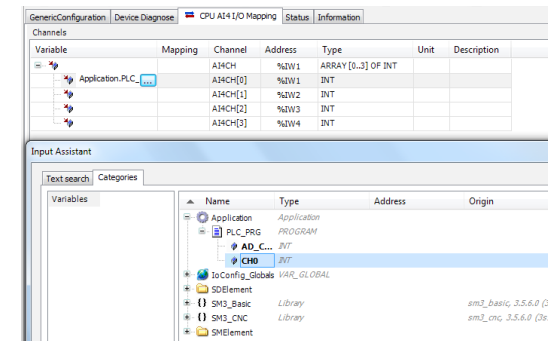 GenericConfiguration Device Diagnose CPU AI4 I/O Mapping Status Information
Channels
Variable Mapping Channel Address Type Unit Description
AI4CH %IW1 ARRAY [0..3] OF INT
Application.PLC_ ... AI4CH[0] %IW1 INT
AI4CH[1] %IW2 INT
AI4CH[2] %IW3 INT
AI4CH[3] %IW4 INT
Input Assistant
Text search Categories
Variables
Name Type Address Origin
Application Application
PLC_PRG PROGRAM
AD_C... INT
CH0 INT
IoConfig_Globals VAR_GLOBAL
SDElement
SM3_Basic Library sm3_basic, 3.5.6.0 (3
SM3_CNC Library sm3_cnc, 3.5.6.0 (3s
SMElement